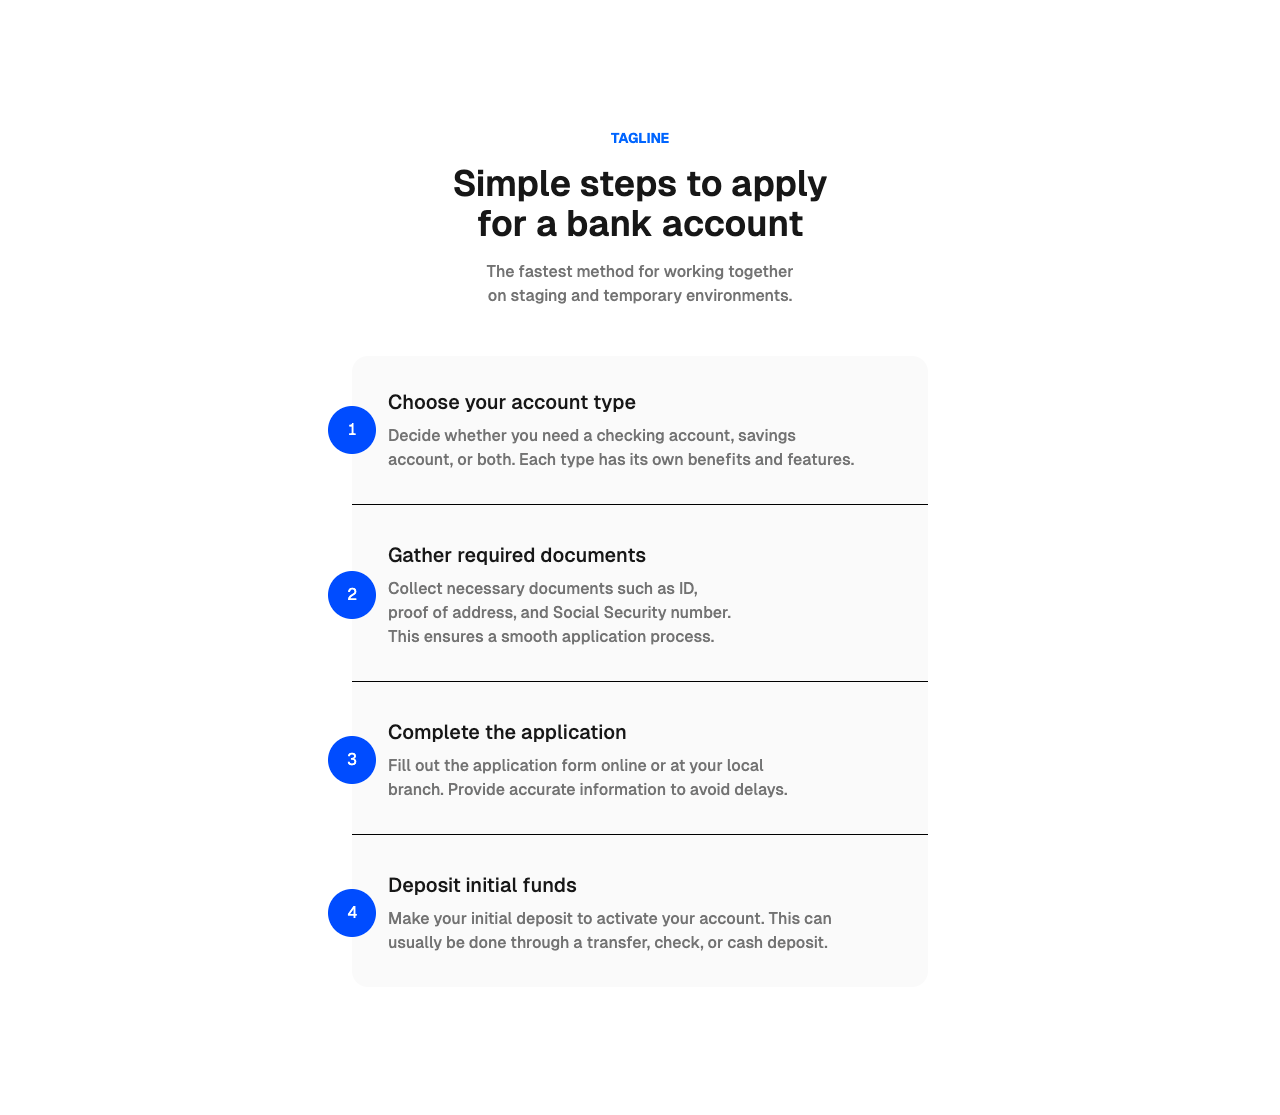 TAGLINE
Simple steps to apply
for a bank account
The fastest method for working together
on staging and temporary environments.
1
Choose your account type
Decide whether you need a checking account, savings
account, or both. Each type has its own benefits and features.
2
Gather required documents
Collect necessary documents such as ID,
proof of address, and Social Security number.
This ensures a smooth application process.
3
Complete the application
Fill out the application form online or at your local
branch. Provide accurate information to avoid delays.
4
Deposit initial funds
Make your initial deposit to activate your account. This can
usually be done through a transfer, check, or cash deposit.